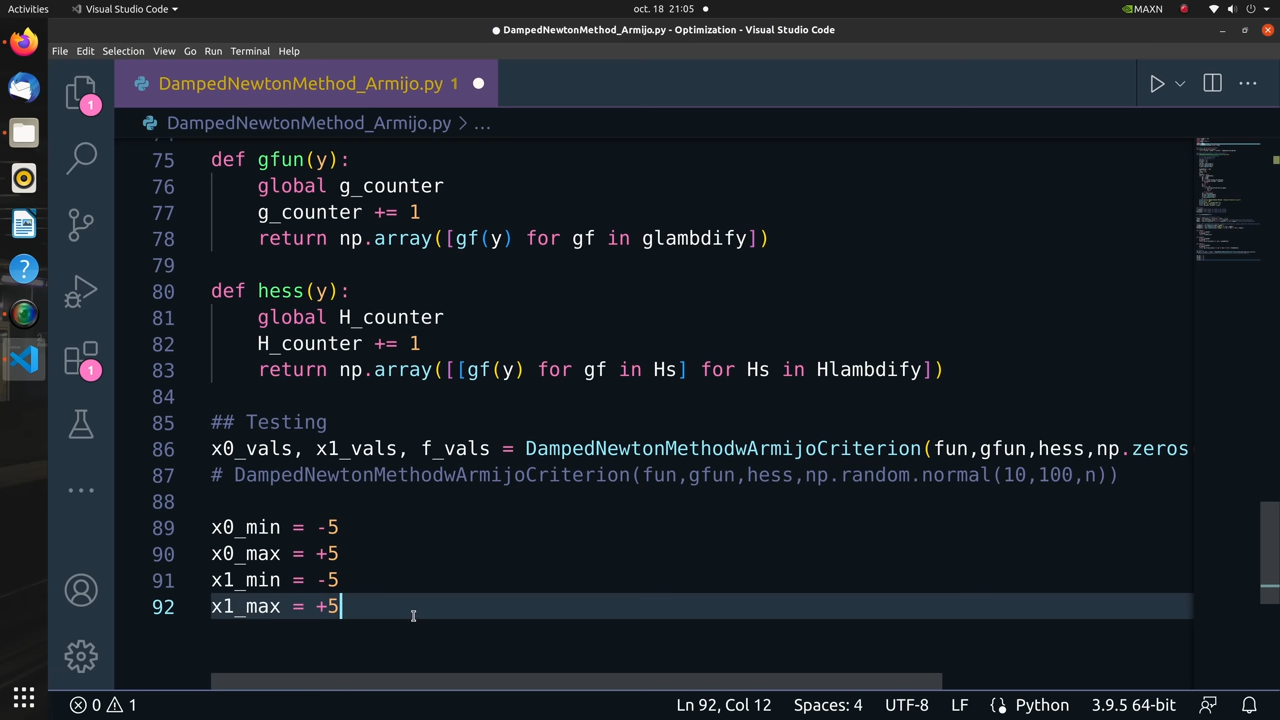 Activities
Visual Studio Code
oct. 18 21:05
MAXN
DampedNewtonMethod_Armijo.py - Optimization - Visual Studio Code
File Edit Selection View Go Run Terminal Help
DampedNewtonMethod_Armijo.py 1
DampedNewtonMethod_Armijo.py > ...
75 def gfun(y):
76 global g_counter
77 g_counter += 1
78 return np.array([gf(y) for gf in glambdify])
79
80 def hess(y):
81 global H_counter
82 H_counter += 1
83 return np.array([[gf(y) for gf in Hs] for Hs in Hlambdify])
84
85 ## Testing
86 x0_vals, x1_vals, f_vals = DampedNewtonMethodwArmijoCriterion(fun,gfun,hess,np.zeros
87 # DampedNewtonMethodwArmijoCriterion(fun,gfun,hess,np.random.normal(10,100,n))
88
89 x0_min = -5
90 x0_max = +5
91 x1_min = -5
92 x1_max = +5
1
1
0 1
Ln 92, Col 12 Spaces: 4 UTF-8 LF Python 3.9.5 64-bit